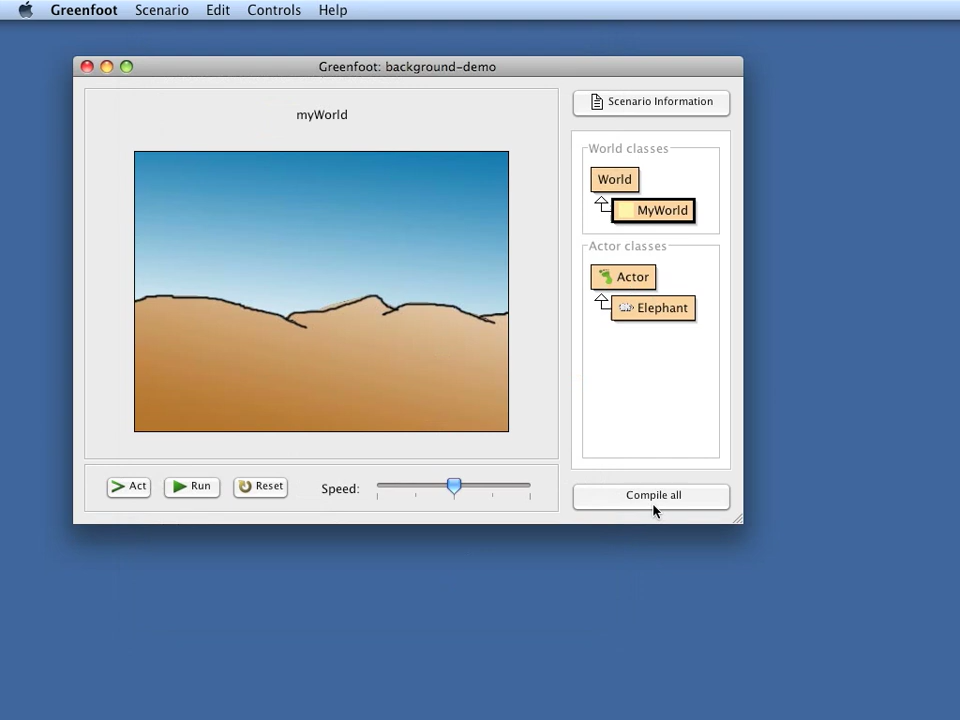 Greenfoot Scenario Edit Controls Help
Greenfoot: background-demo
myWorld
Scenario Information
World classes
World
MyWorld
Actor classes
Actor
Elephant
Act Run Reset Speed:
Compile all